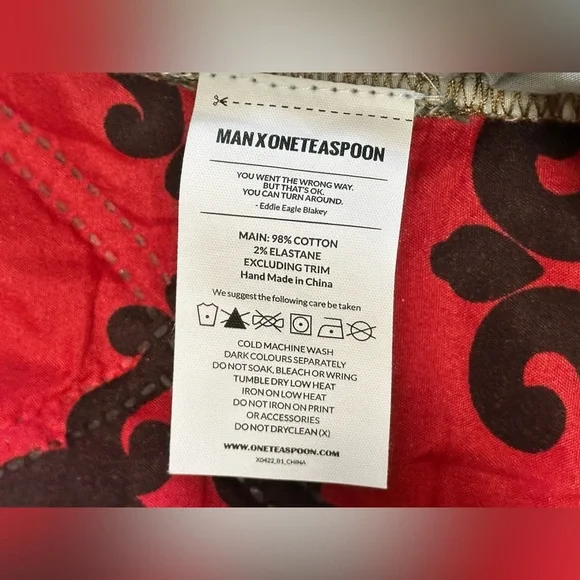 MANXONETEASPOON
YOU WENT THE WRONG WAY.
BUT THAT'S OK.
YOU CAN TURN AROUND.
- Eddie Eagle Blakey
MAIN: 98% COTTON
2% ELASTANE
EXCLUDING TRIM
Hand Made in China
We suggest the following care be taken
COLD MACHINE WASH
DARK COLOURS SEPARATELY
DO NOT SOAK, BLEACH OR WRING
TUMBLE DRY LOW HEAT
IRON ON LOW HEAT
DO NOT IRON ON PRINT
OR ACCESSORIES
DO NOT DRYCLEAN (X)
WWW.ONETEASPOON.COM
X0422_01_CHINA